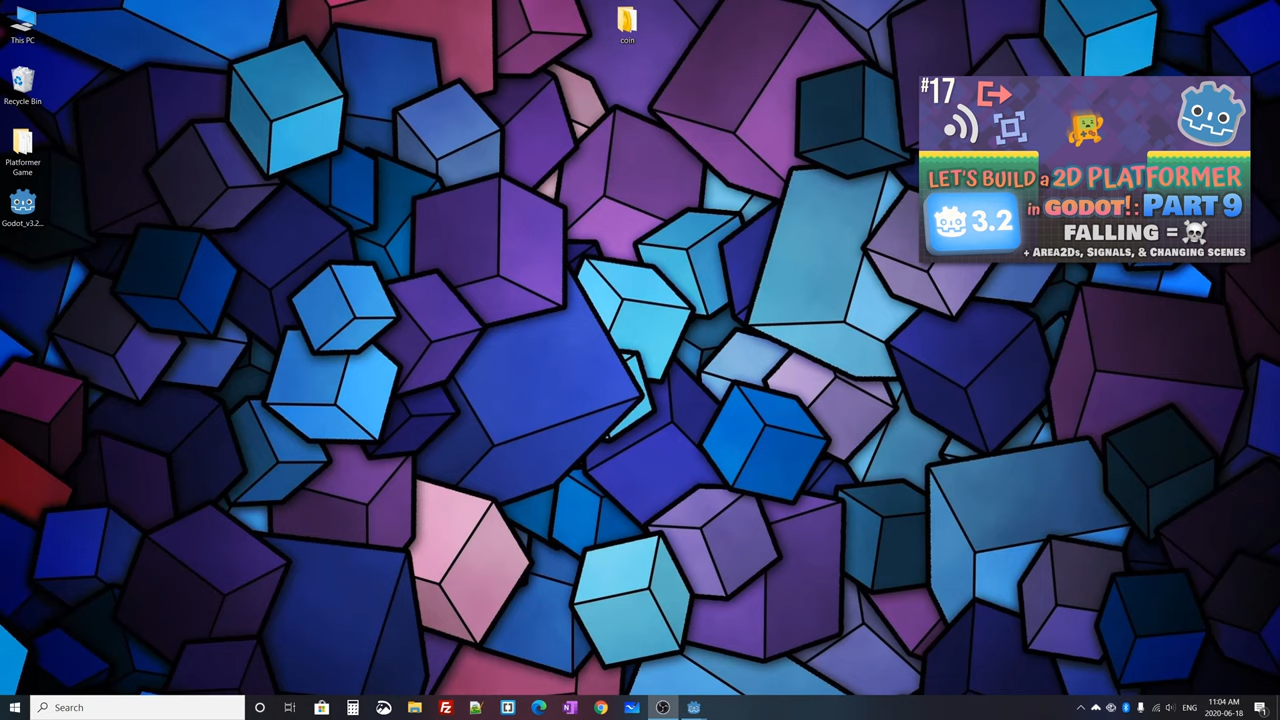 This PC
Recycle Bin
Platformer
Game
Godot_v3.2...
coin
#17
LET'S BUILD a 2D PLATFORMER
in GODOT!: PART 9
3.2
FALLING =
+ AREA2DS, SIGNALS, & CHANGING SCENES
Search
ENG
11:04 AM
2020-06-18
1